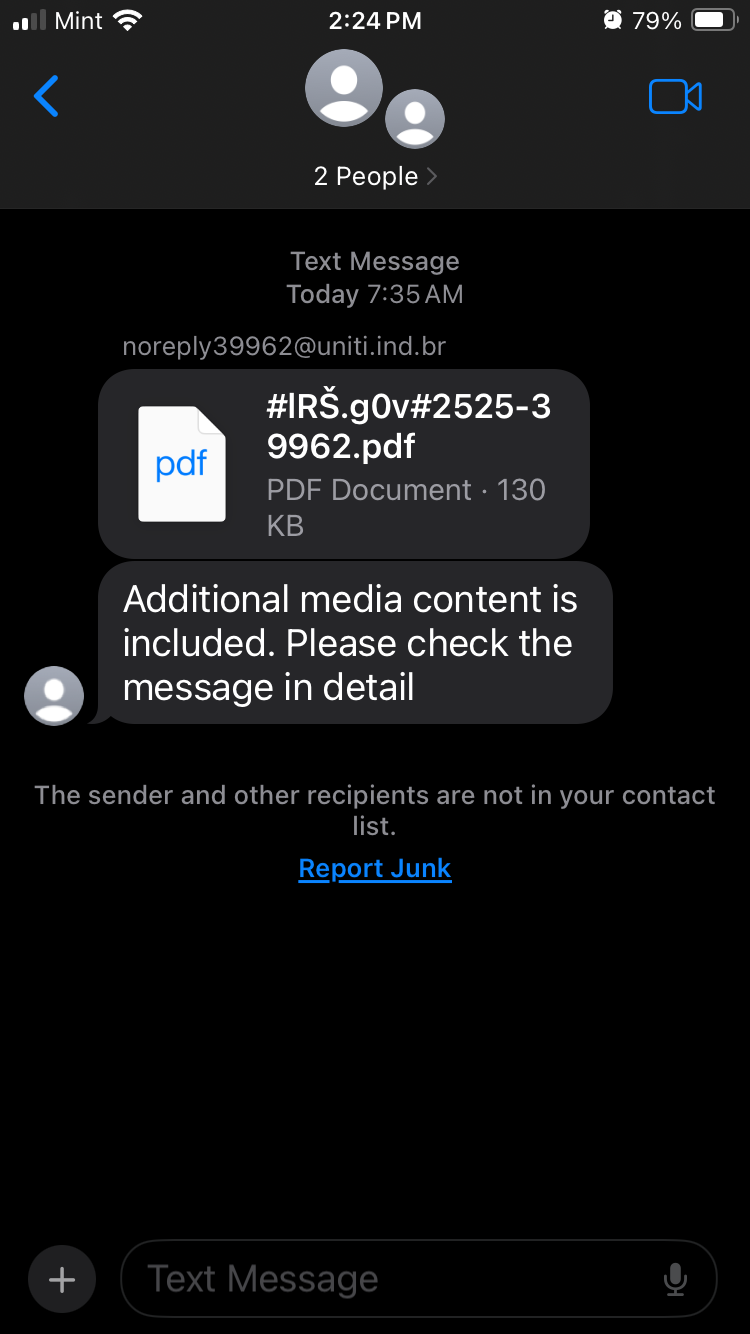 Mint 2:24 PM 79%
2 People
Text Message
Today 7:35 AM
noreply39962@uniti.ind.br
pdf
#lRŠ.g0v#2525-3
9962.pdf
PDF Document · 130
KB
Additional media content is
included. Please check the
message in detail
The sender and other recipients are not in your contact
list.
Report Junk
Text Message